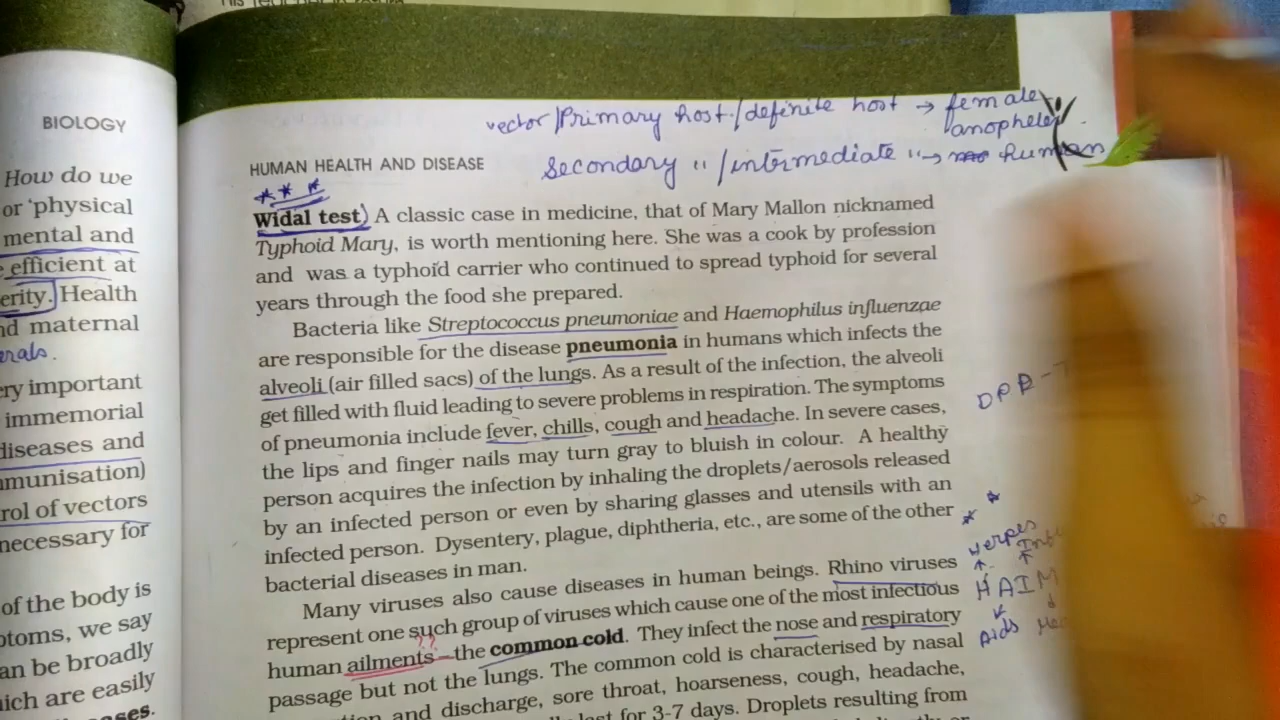 BIOLOGY
How do we
or 'physical
mental and
efficient at
erity. Health
nd maternal
erals.
ery important
immemorial
diseases and
munisation)
rol of vectors
necessary for
of the body is
ptoms, we say
an be broadly
hich are easily
vector/Primary host/definite host → female
anopheles
HUMAN HEALTH AND DISEASE
Secondary " /intermediate " → human
Widal test) A classic case in medicine, that of Mary Mallon nicknamed
Typhoid Mary, is worth mentioning here. She was a cook by profession
and was a typhoid carrier who continued to spread typhoid for several
years through the food she prepared.
Bacteria like Streptococcus pneumoniae and Haemophilus influenzae
are responsible for the disease pneumonia in humans which infects the
alveoli (air filled sacs) of the lungs. As a result of the infection, the alveoli
get filled with fluid leading to severe problems in respiration. The symptoms
of pneumonia include fever, chills, cough and headache. In severe cases,
the lips and finger nails may turn gray to bluish in colour. A healthy
person acquires the infection by inhaling the droplets/aerosols released
by an infected person or even by sharing glasses and utensils with an
infected person. Dysentery, plague, diphtheria, etc., are some of the other
bacterial diseases in man.
Many viruses also cause diseases in human beings. Rhino viruses
represent one such group of viruses which cause one of the most infectious
human ailments – the common cold. They infect the nose and respiratory
passage but not the lungs. The common cold is characterised by nasal
and discharge, sore throat, hoarseness, cough, headache,
last for 3-7 days. Droplets resulting from
Herpes
HAIM
Aids